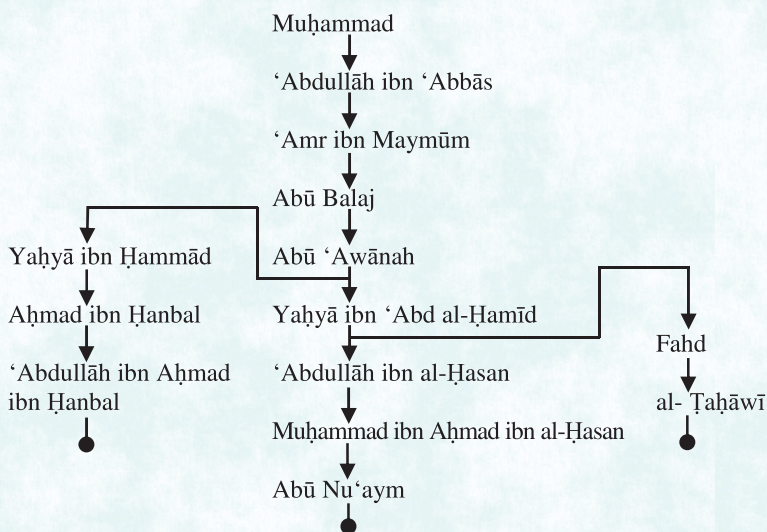 Muḥammad
‘Abdullāh ibn ‘Abbās
‘Amr ibn Maymūm
Abū Balaj
Abū ‘Awānah
Yaḥyā ibn ‘Abd al-Ḥamīd
‘Abdullāh ibn al-Ḥasan
Muḥammad ibn Aḥmad ibn al-Ḥasan
Abū Nu‘aym
Yaḥyā ibn Ḥammād
Aḥmad ibn Ḥanbal
‘Abdullāh ibn Aḥmad
ibn Ḥanbal
Fahd
al- Ṭaḥāwī